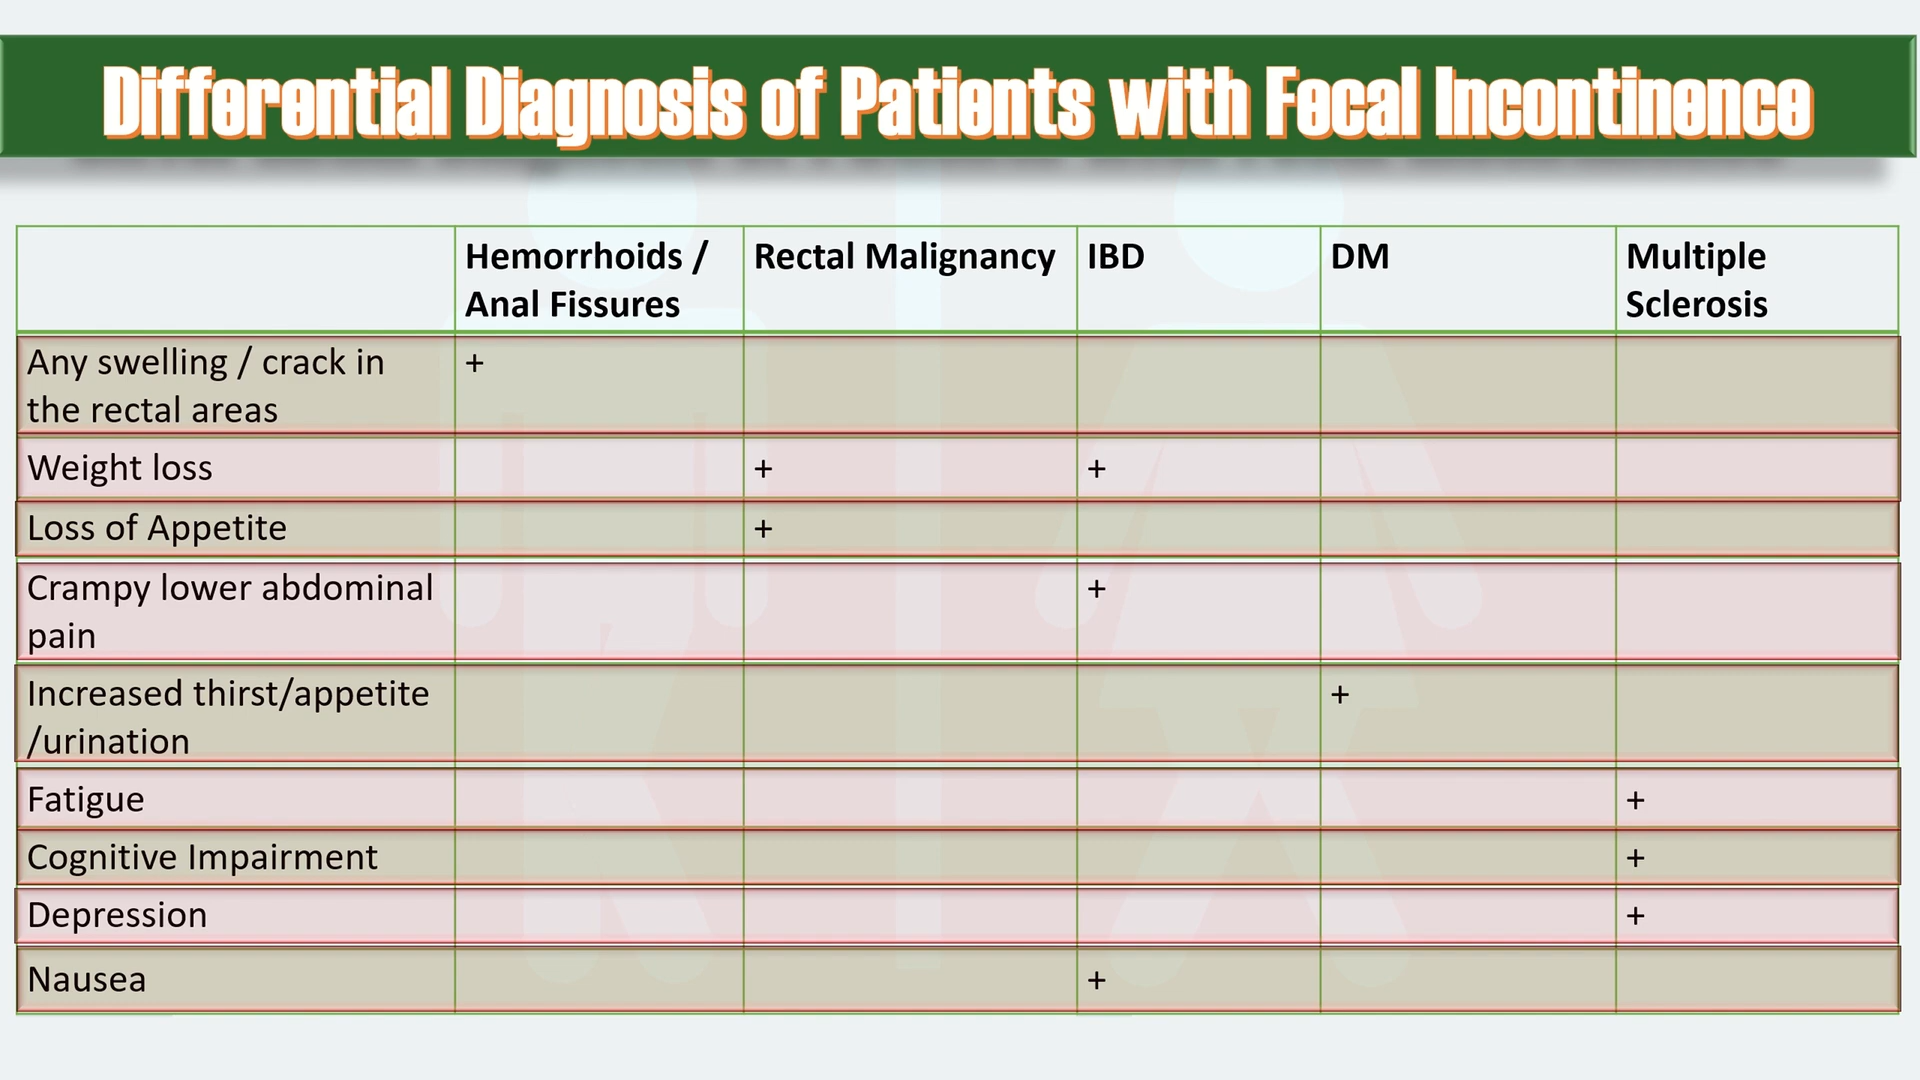 Differential Diagnosis of Patients with Fecal Incontinence
Hemorrhoids / Anal Fissures
Rectal Malignancy
IBD
DM
Multiple Sclerosis
Any swelling / crack in
the rectal areas
+
Weight loss + +
Loss of Appetite +
Crampy lower abdominal
pain
+
Increased thirst/appetite
/urination
+
Fatigue +
Cognitive Impairment +
Depression +
Nausea +